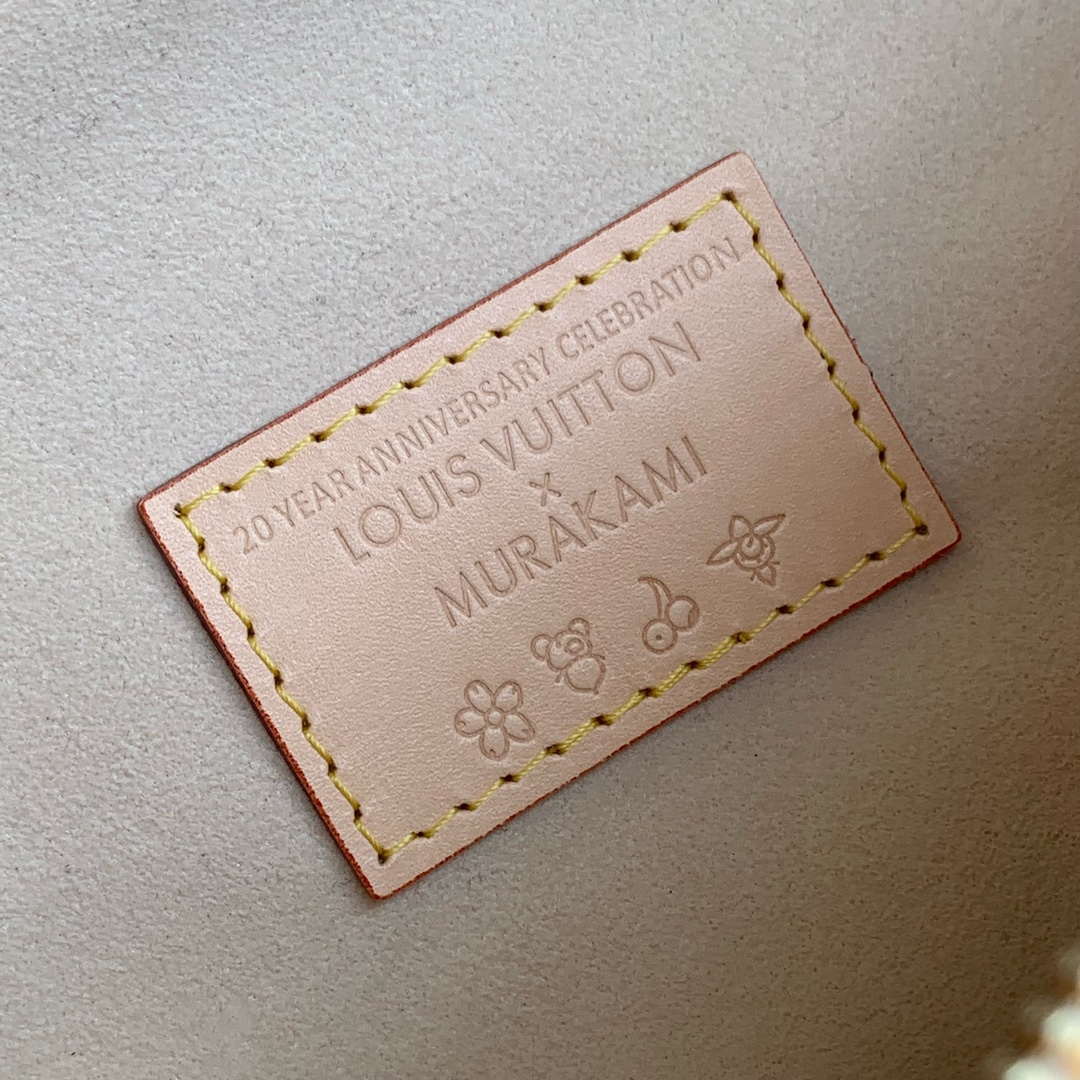 20 YEAR ANNIVERSARY CELEBRATION
LOUIS VUITTON
x
MURAKAMI